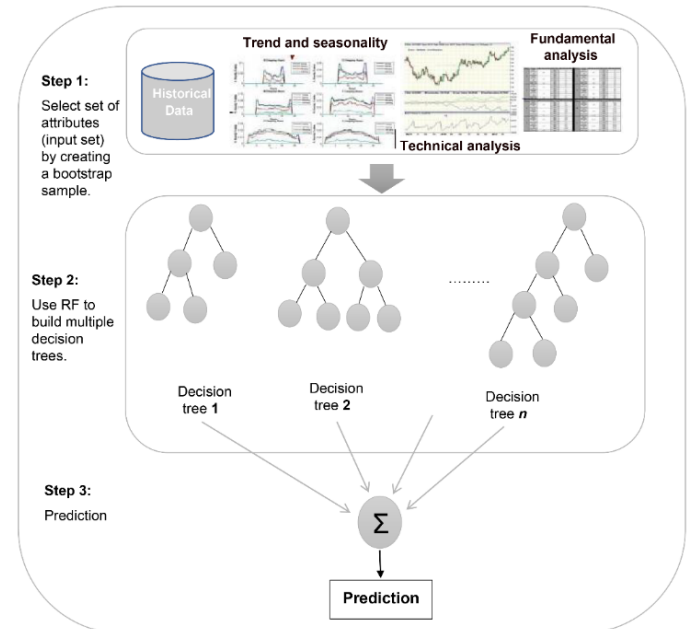 Step 1:
Select set of
attributes
(input set)
by creating
a bootstrap
sample.
Historical
Data
Trend and seasonality
Technical analysis
Fundamental
analysis
Step 2:
Use RF to
build multiple
decision
trees.
.........
Decision
tree 1
Decision
tree 2
Decision
tree n
Step 3:
Prediction
Σ
Prediction